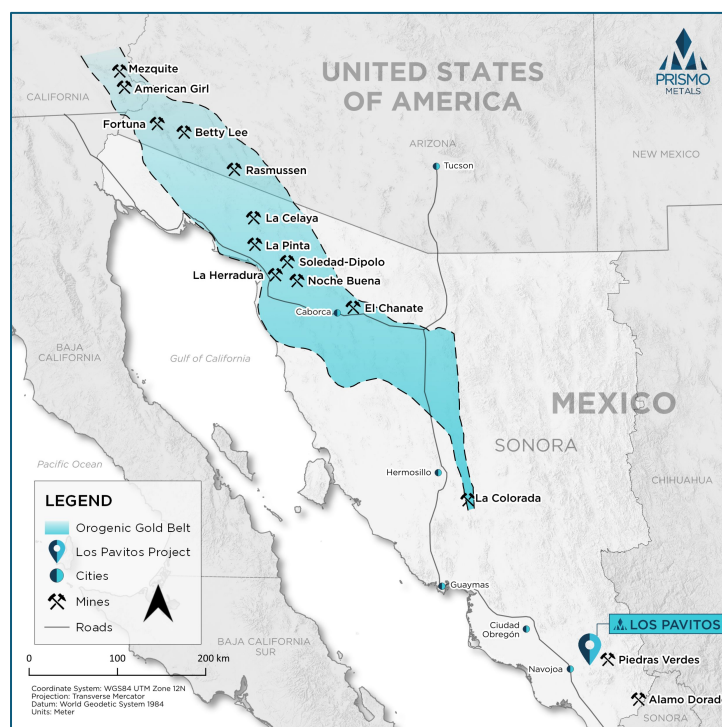 Mezquite
American Girl
CALIFORNIA
UNITED STATES
OF AMERICA
PRISMO
METALS
Fortuna
Betty Lee
ARIZONA
NEW MEXICO
Tucson
Rasmussen
La Celaya
La Pinta
Soledad-Dipolo
La Herradura
Noche Buena
El Chanate
Caborca
BAJA
CALIFORNIA
Gulf of California
MEXICO
SONORA
Pacific Ocean
Hermosillo
CHIHUAHUA
La Colorada
LEGEND
Orogenic Gold Belt
Los Pavitos Project
Cities
Mines
Roads
Guaymas
Ciudad
Obregón
LOS PAVITOS
BAJA CALIFORNIA
SUR
Navojoa
Piedras Verdes
0 100 200 km
Coordinate System: WGS84 UTM Zone 12N
Projection: Transverse Mercator
Datum: World Geodetic System 1984
Units: Meter
Alamo Dorad
SONORA